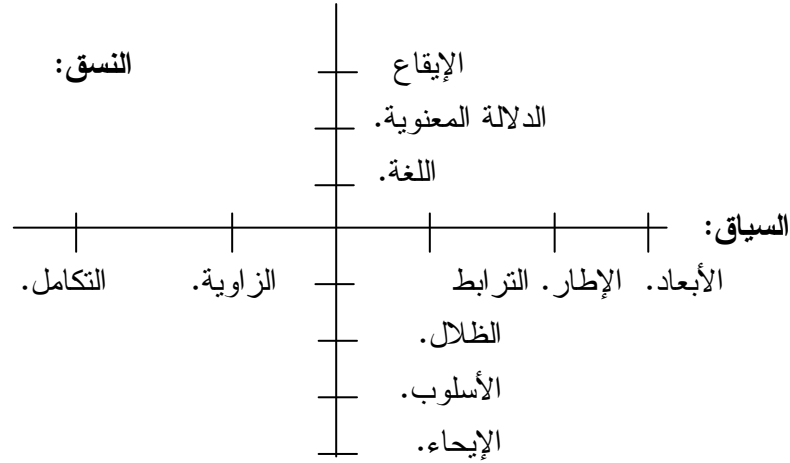 النسق: الإيقاع
الدلالة المعنوية.
اللغة.
السياق:
الأبعاد. الإطار. الترابط الزاوية. التكامل.
الظلال.
الأسلوب.
الإيحاء.